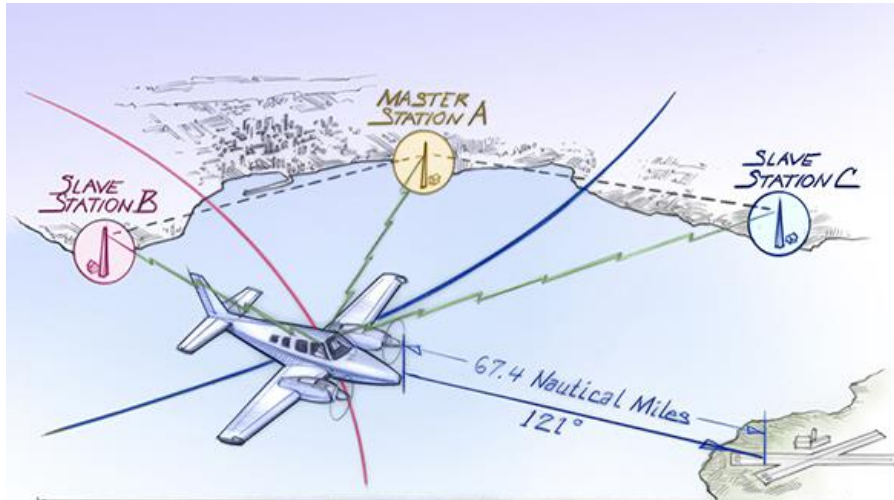 MASTER
STATION A
SLAVE
STATION B
SLAVE
STATION C
67.4 Nautical Miles
121°